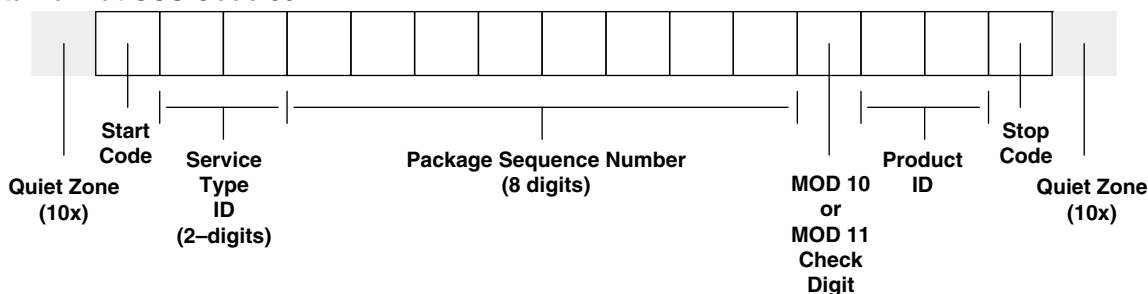 Start
Code
Service
Type
ID
(2–digits)
Package Sequence Number
(8 digits)
MOD 10
or
MOD 11
Check
Digit
Product
ID
Stop
Code
Quiet Zone
(10x)
Quiet Zone
(10x)